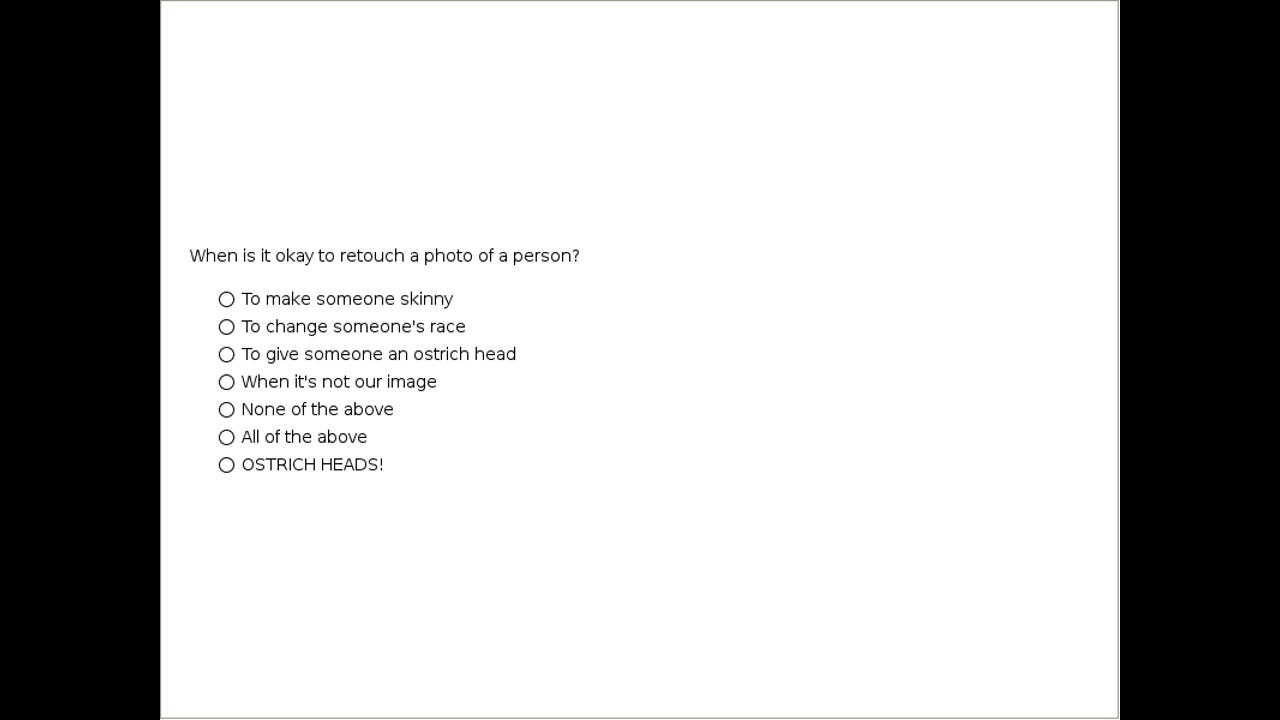 When is it okay to retouch a photo of a person?
To make someone skinny
To change someone's race
To give someone an ostrich head
When it's not our image
None of the above
All of the above
OSTRICH HEADS!